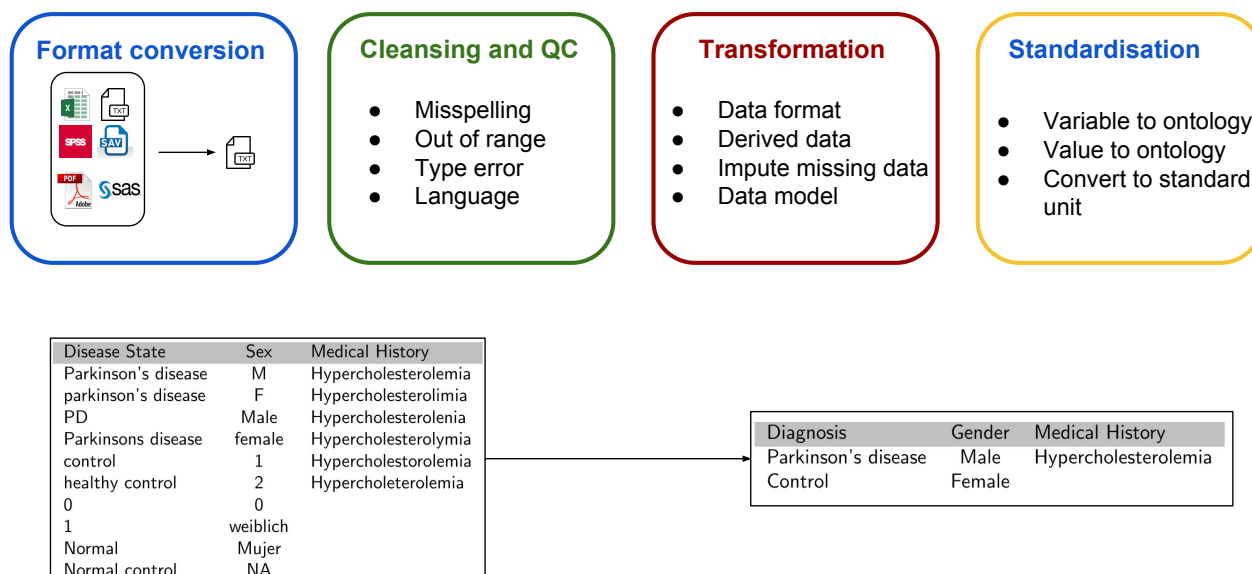 Format conversion
X
TXT
SPSS
SAV
PDF
Adobe
sas
TXT
Cleansing and QC
● Misspelling
● Out of range
● Type error
● Language
Transformation
● Data format
● Derived data
● Impute missing data
● Data model
Standardisation
● Variable to ontology
● Value to ontology
● Convert to standard
unit
Disease State Sex Medical History
Parkinson's disease M Hypercholesterolemia
parkinson's disease F Hypercholesterolimia
PD Male Hypercholesterolenia
Parkinsons disease female Hypercholesterolymia
control 1 Hypercholestorolemia
healthy control 2 Hypercholeterolemia
0 0
1 weiblich
Normal Mujer
Normal control NA
Diagnosis Gender Medical History
Parkinson's disease Male Hypercholesterolemia
Control Female